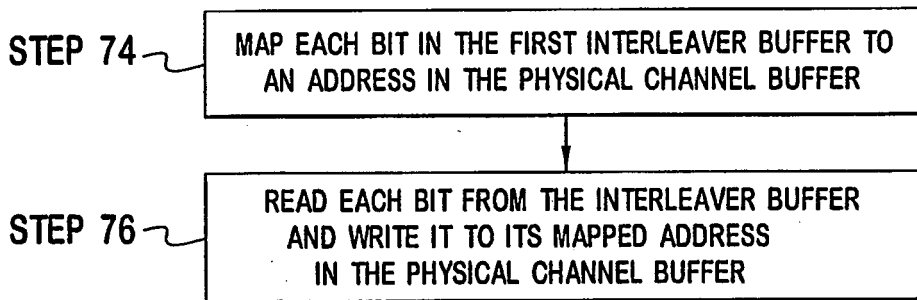 STEP 74
MAP EACH BIT IN THE FIRST INTERLEAVER BUFFER TO
AN ADDRESS IN THE PHYSICAL CHANNEL BUFFER
STEP 76
READ EACH BIT FROM THE INTERLEAVER BUFFER
AND WRITE IT TO ITS MAPPED ADDRESS
IN THE PHYSICAL CHANNEL BUFFER